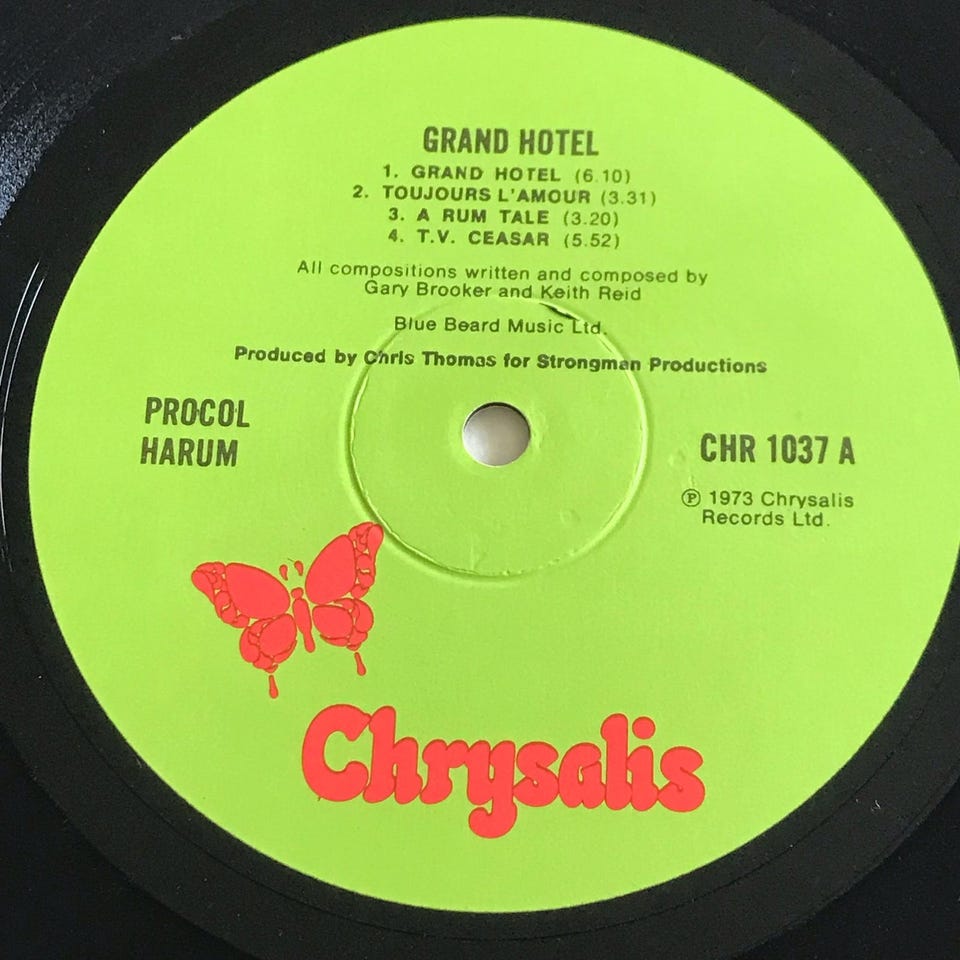 GRAND HOTEL
1. GRAND HOTEL (6.10)
2. TOUJOURS L'AMOUR (3.31)
3. A RUM TALE (3.20)
4. T.V. CEASAR (5.52)
All compositions written and composed by
Gary Brooker and Keith Reid
Blue Beard Music Ltd.
Produced by Chris Thomas for Strongman Productions
PROCOL
HARUM
CHR 1037 A
℗ 1973 Chrysalis
Records Ltd.
Chrysalis